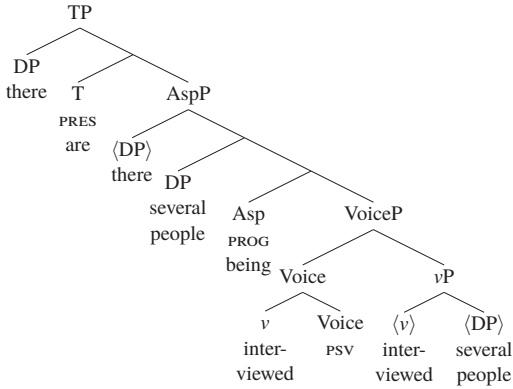 TP
DP
there
T
PRES
are
AspP
⟨DP⟩
there
DP
several
people
Asp
PROG
being
VoiceP
Voice
vP
v
inter-
viewed
Voice
PSV
⟨v⟩
inter-
viewed
⟨DP⟩
several
people